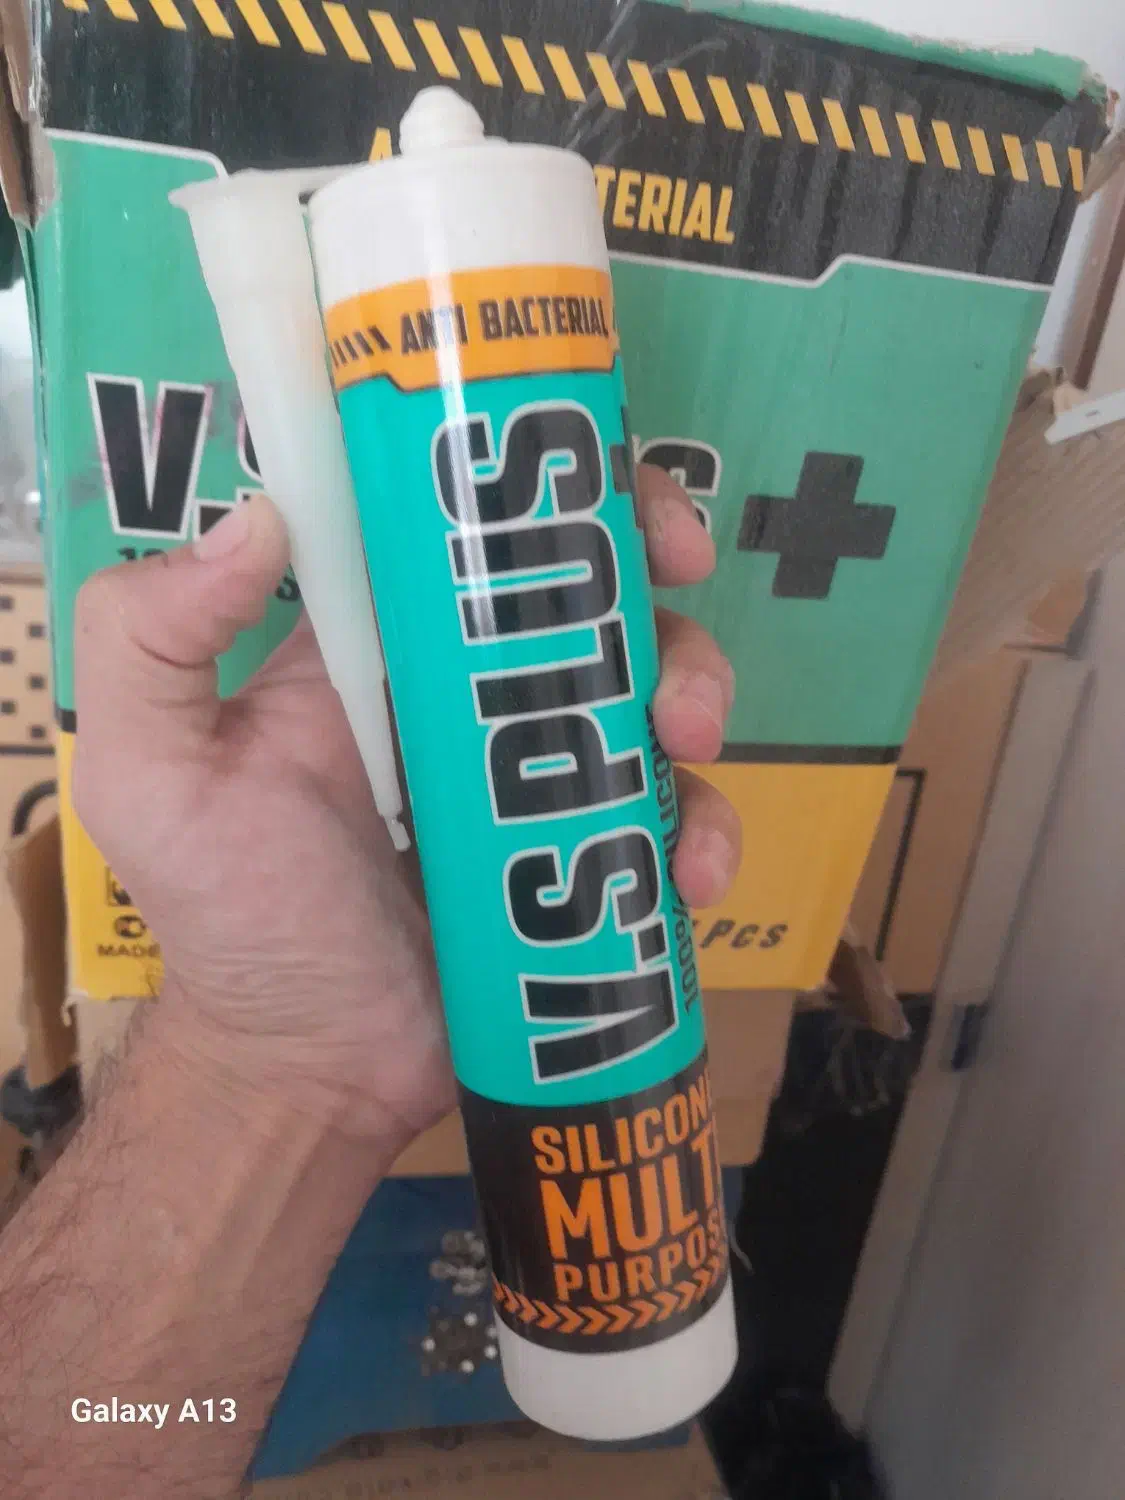 TERIAL
ANTI BACTERIAL
V.S PLUS
100% SILICONE
SILICONE
MULTI
PURPOSE
V.S
PCS
MADE
Galaxy A13